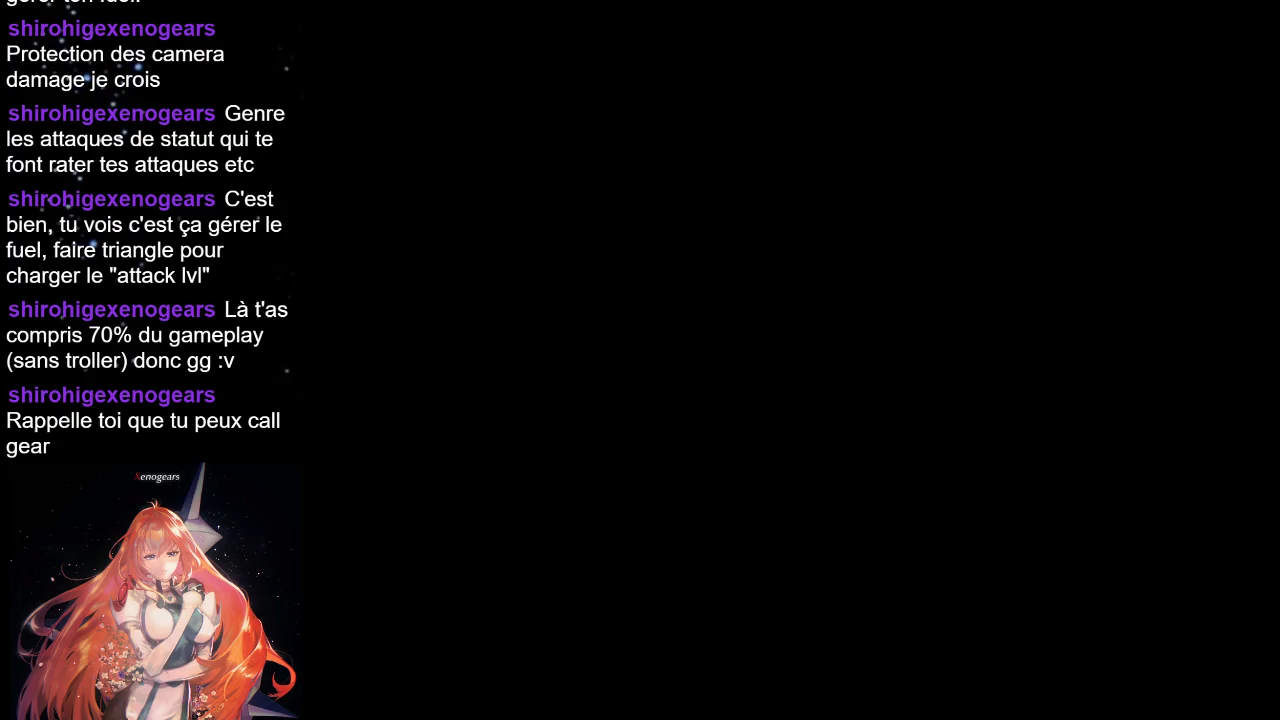 gérer ton fuel!
shirohigexenogears
Protection des camera
damage je crois
shirohigexenogears Genre
les attaques de statut qui te
font rater tes attaques etc
shirohigexenogears C'est
bien, tu vois c'est ça gérer le
fuel, faire triangle pour
charger le "attack lvl"
shirohigexenogears Là t'as
compris 70% du gameplay
(sans troller) donc gg :v
shirohigexenogears
Rappelle toi que tu peux call
gear
Xenogears